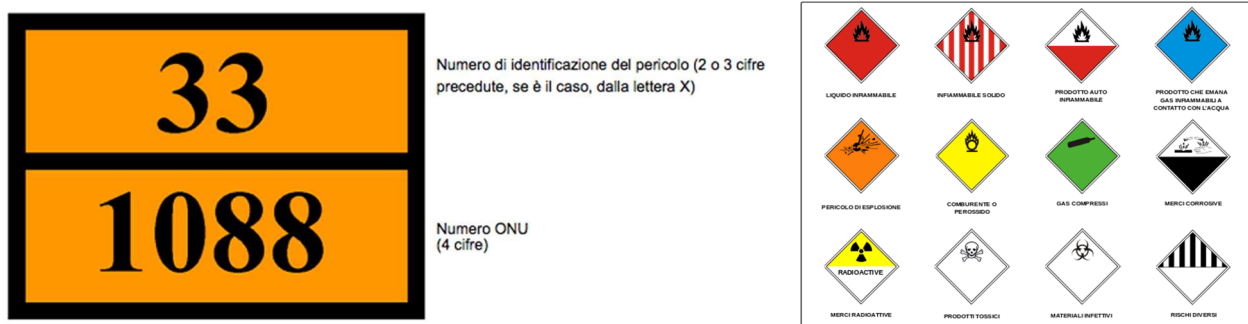 33
1088
Numero di identificazione del pericolo (2 o 3 cifre
precedute, se è il caso, dalla lettera X)
Numero ONU
(4 cifre)
LIQUIDO INFIAMMABILE
INFIAMMABILE SOLIDO
PRODOTTO AUTO
INFIAMMABILE
PRODOTTO CHE EMANA
GAS INFIAMMABILI A
CONTATTO CON L'ACQUA
PERICOLO DI ESPLOSIONE
COMBURENTE O
PEROSSIDO
GAS COMPRESSI
MERCI CORROSIVE
RADIOACTIVE
MERCI RADIOATTIVE
PRODOTTI TOSSICI
MATERIALI INFETTIVI
RISCHI DIVERSI